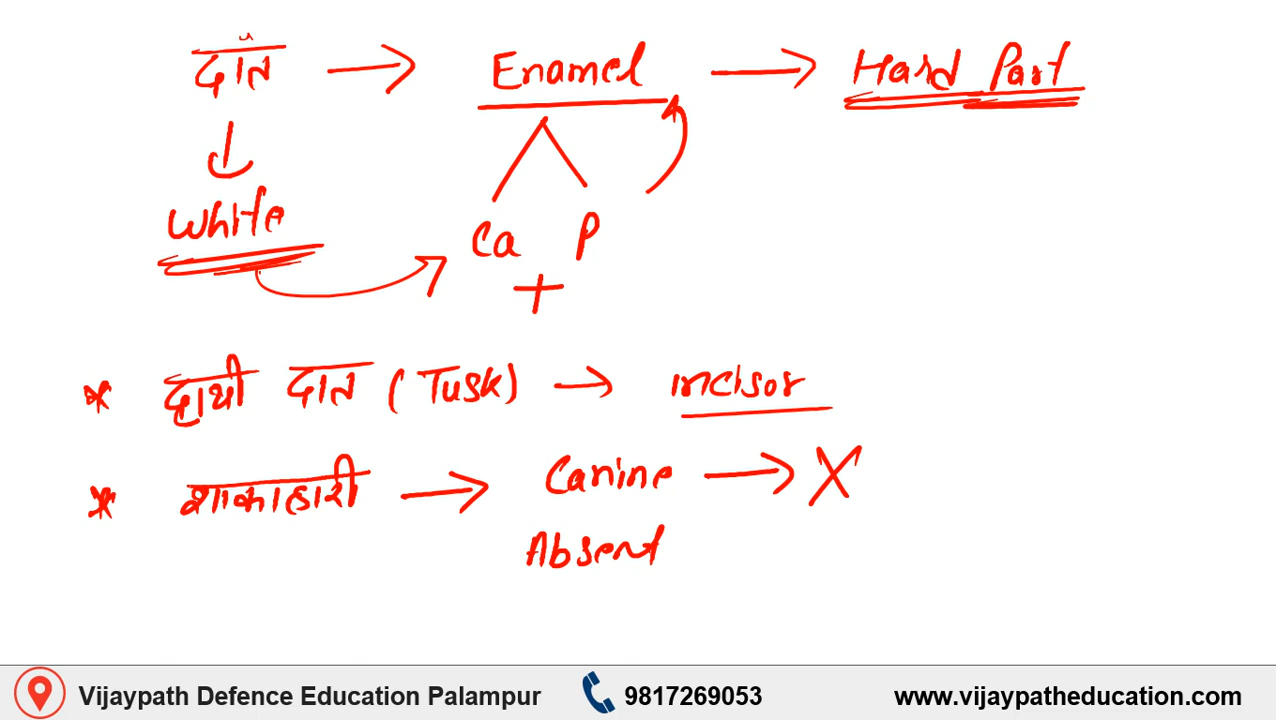 दाँत → Enamel → Hard Part
↓
White
Ca P
+
* हाथी दात (Tusk) → incisor
* शाकाहारी → Canine → X
Absent
Vijaypath Defence Education Palampur 9817269053 www.vijaypatheducation.com